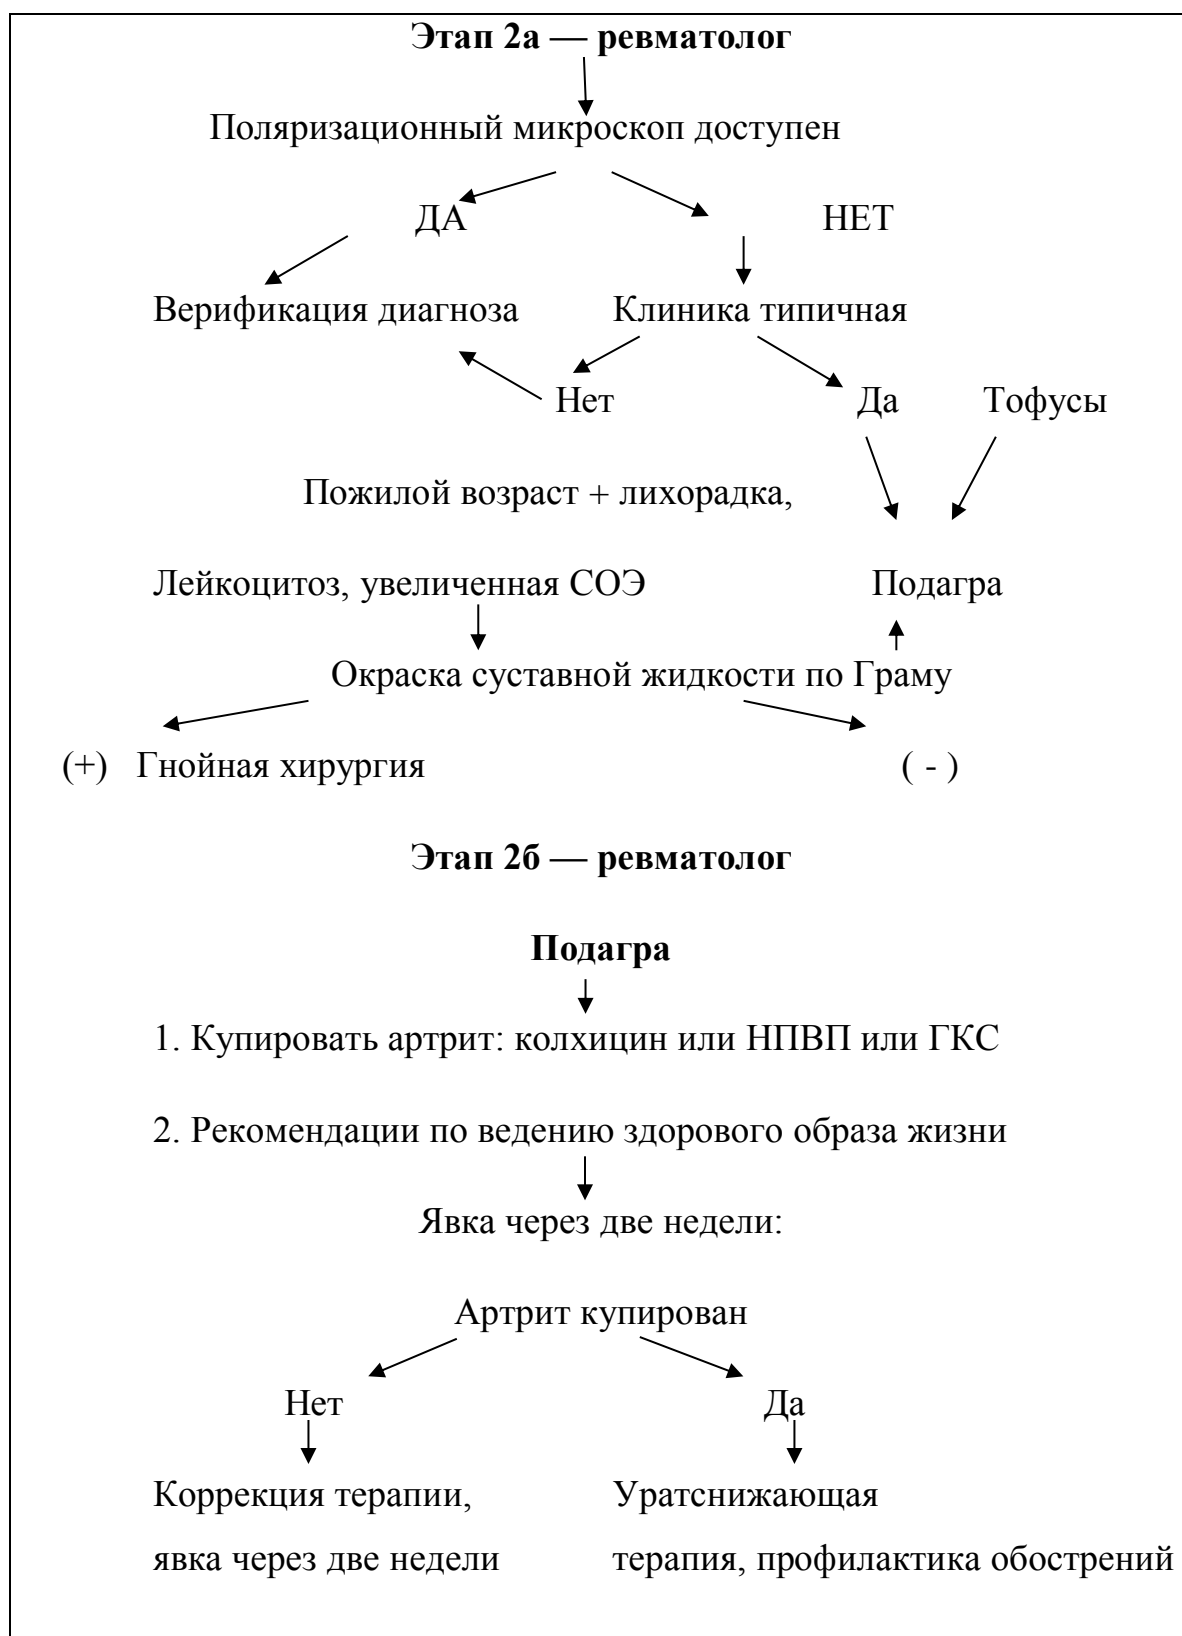 Этап 2а — ревматолог
Поляризационный микроскоп доступен
ДА НЕТ
Верификация диагноза Клиника типичная
Нет Да Тофусы
Пожилой возраст + лихорадка,
Лейкоцитоз, увеличенная СОЭ Подагра
Окраска суставной жидкости по Граму
(+) Гнойная хирургия ( - )
Этап 2б — ревматолог
Подагра
1. Купировать артрит: колхицин или НПВП или ГКС
2. Рекомендации по ведению здорового образа жизни
Явка через две недели:
Артрит купирован
Нет Да
Коррекция терапии, Уратснижающая
явка через две недели терапия, профилактика обострений